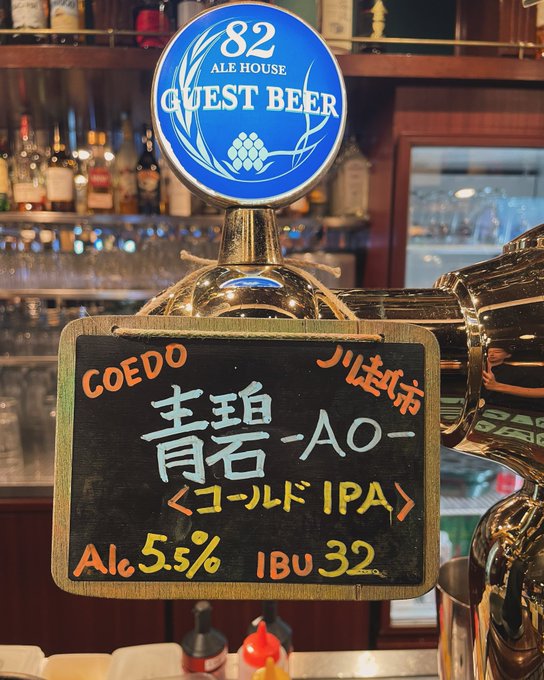 82
ALE HOUSE
GUEST BEER
COEDO
川越市
青碧 -AO-
<コールド IPA>
Alc 5.5% IBU 32